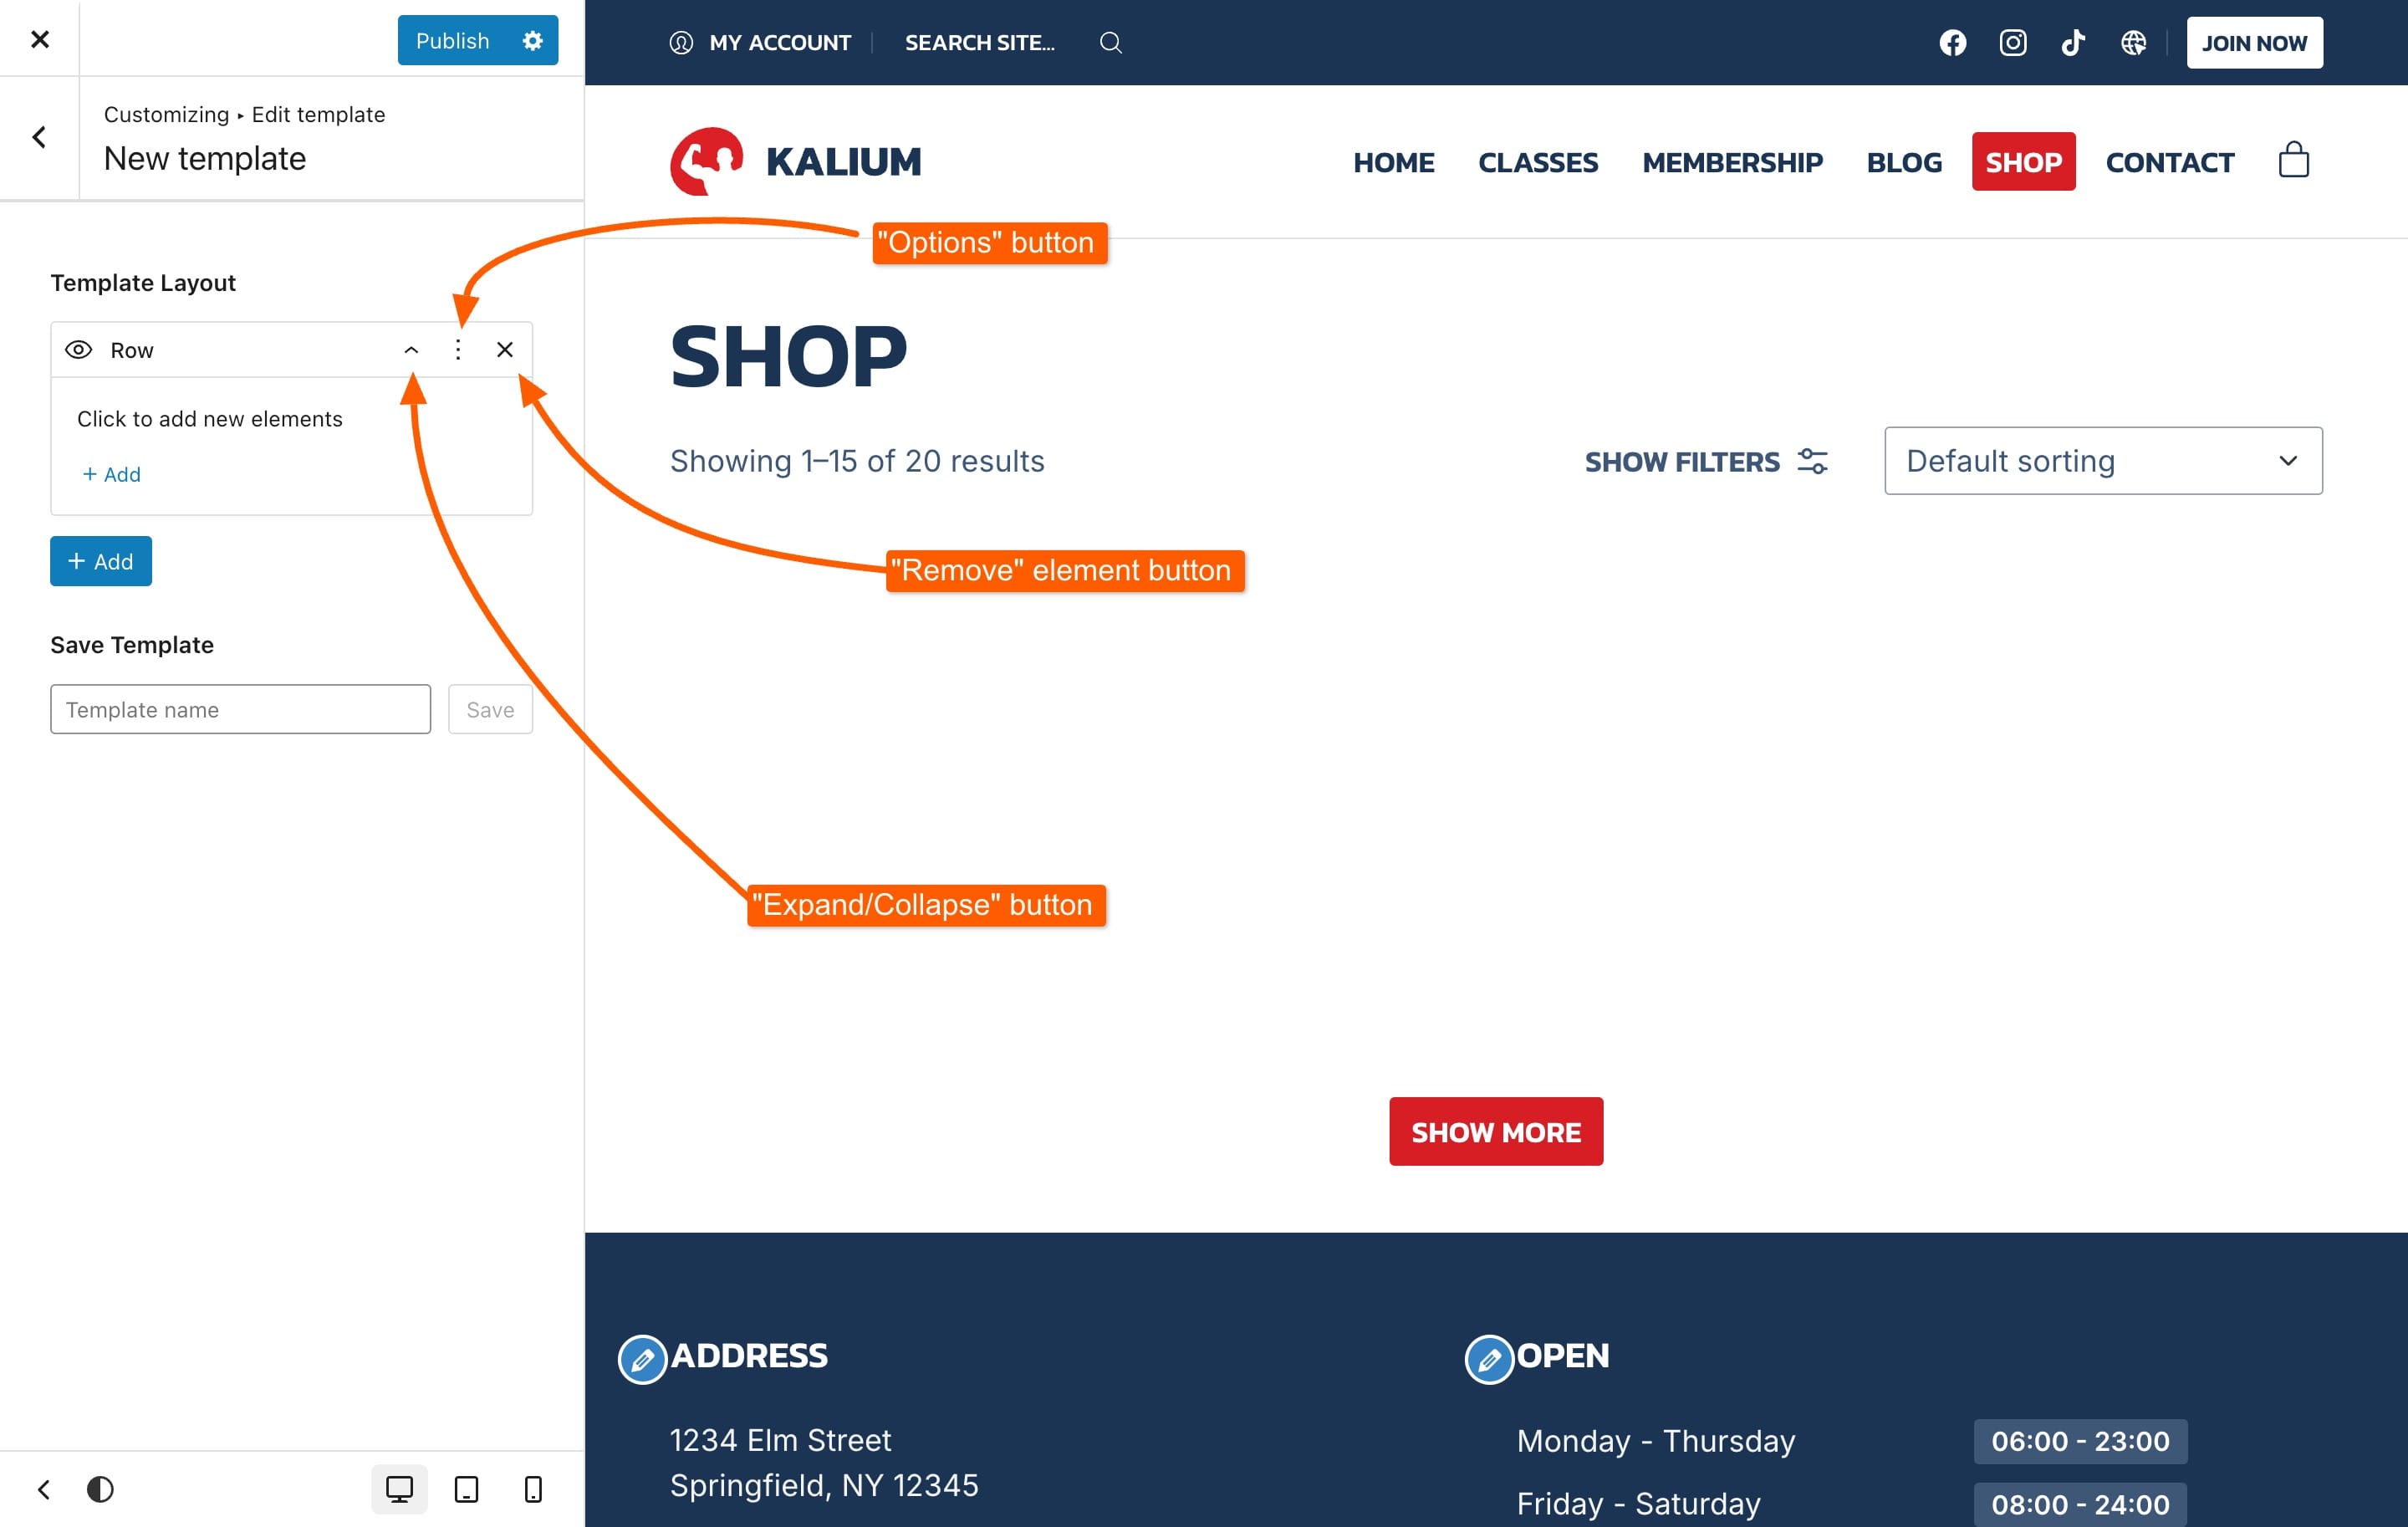 Publish
Customizing ▸ Edit template
New template
Template Layout
Row
Click to add new elements
+ Add
+ Add
Save Template
Template name
Save
MY ACCOUNT
SEARCH SITE...
JOIN NOW
KALIUM
HOME CLASSES MEMBERSHIP BLOG SHOP CONTACT
"Options" button
SHOP
Showing 1–15 of 20 results
SHOW FILTERS
Default sorting
"Remove" element button
"Expand/Collapse" button
SHOW MORE
ADDRESS
1234 Elm Street
Springfield, NY 12345
OPEN
Monday - Thursday 06:00 - 23:00
Friday - Saturday 08:00 - 24:00